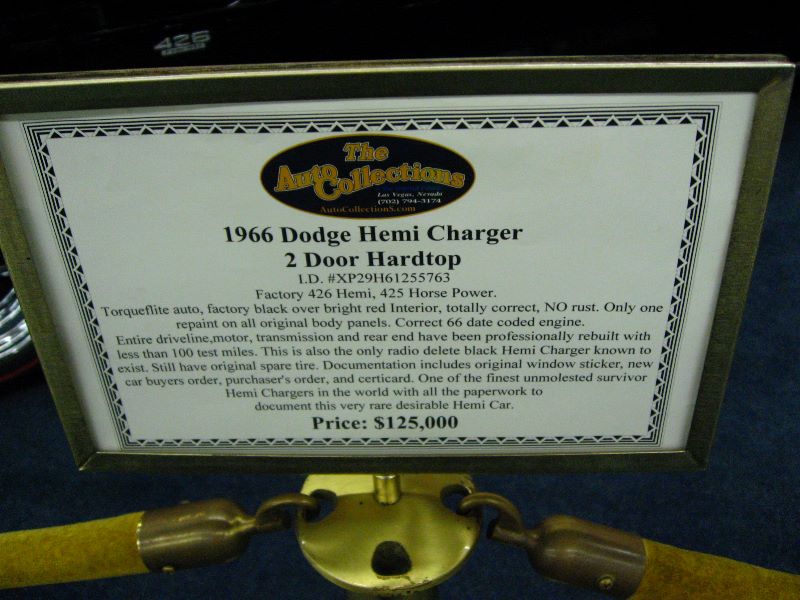 426
The
Auto
Collections
Las Vegas, Nevada
(702) 794-3174
AutoCollectionS.com
1966 Dodge Hemi Charger
2 Door Hardtop
I.D. #XP29H61255763
Factory 426 Hemi, 425 Horse Power.
Torqueflite auto, factory black over bright red Interior, totally correct, NO rust. Only one
repaint on all original body panels. Correct 66 date coded engine.
Entire driveline,motor, transmission and rear end have been professionally rebuilt with
less than 100 test miles. This is also the only radio delete black Hemi Charger known to
exist. Still have original spare tire. Documentation includes original window sticker, new
car buyers order, purchaser's order, and certicard. One of the finest unmolested survivor
Hemi Chargers in the world with all the paperwork to
document this very rare desirable Hemi Car.
Price: $125,000